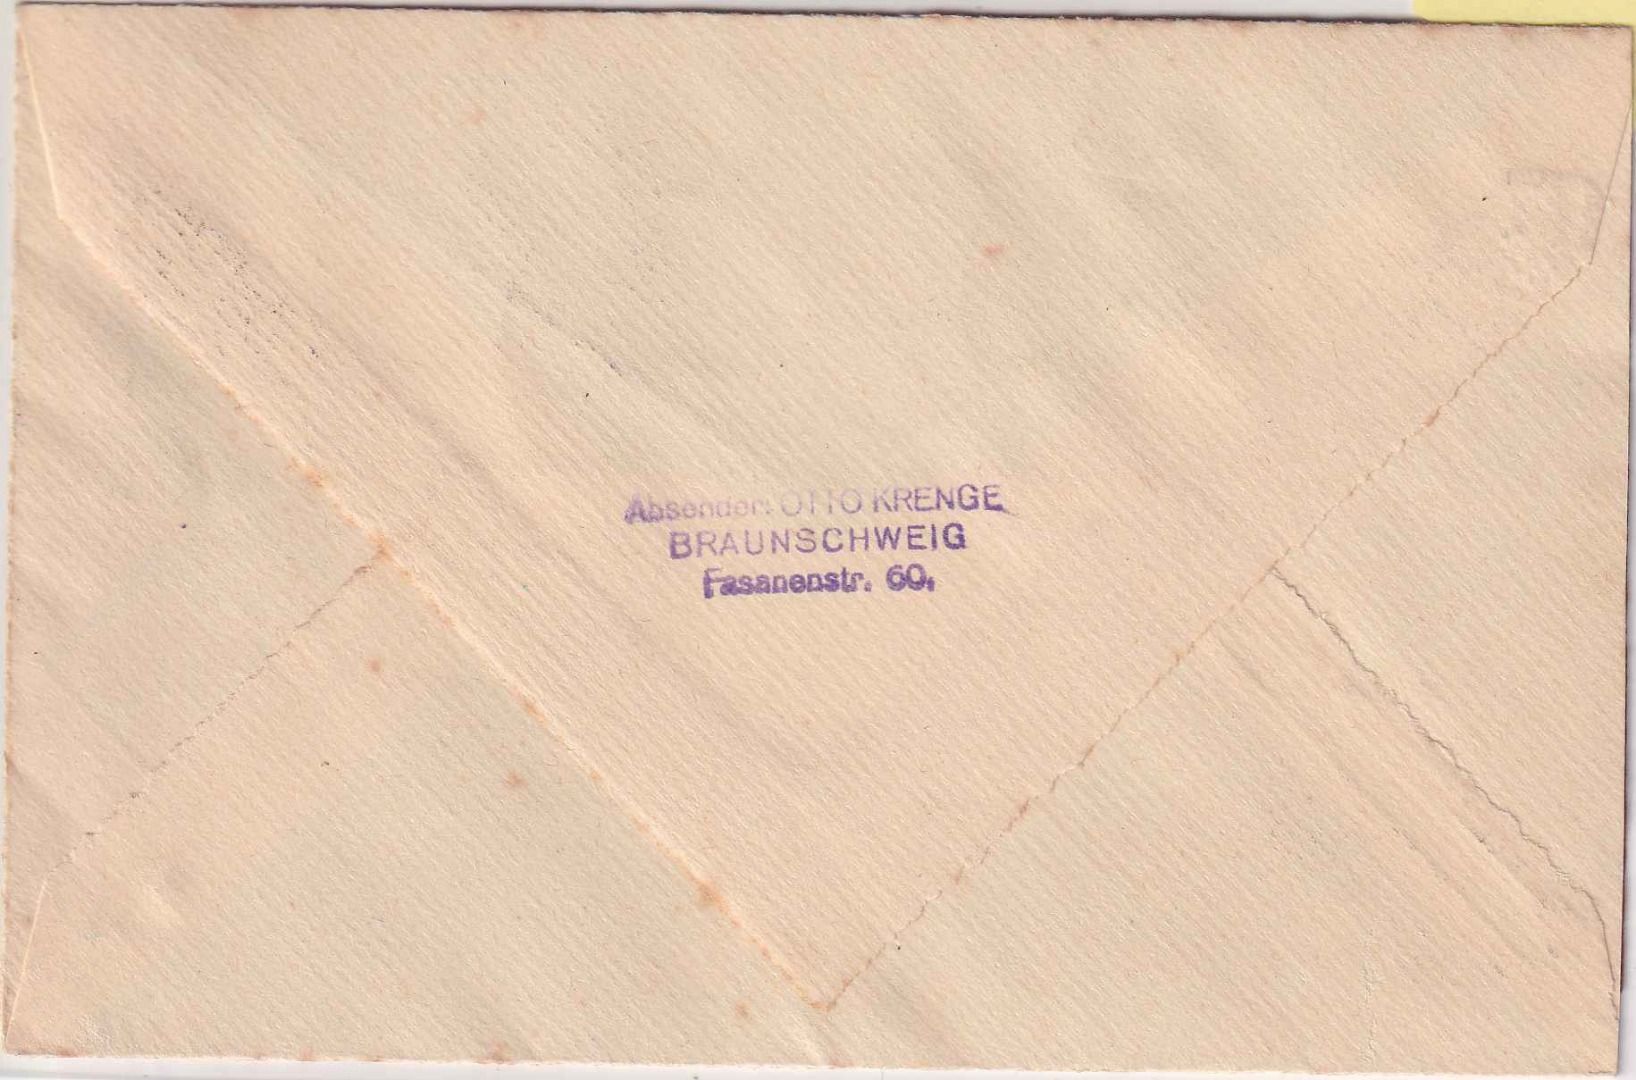 Absender: OTTO KRENGE
BRAUNSCHWEIG
Fasanenstr. 60.